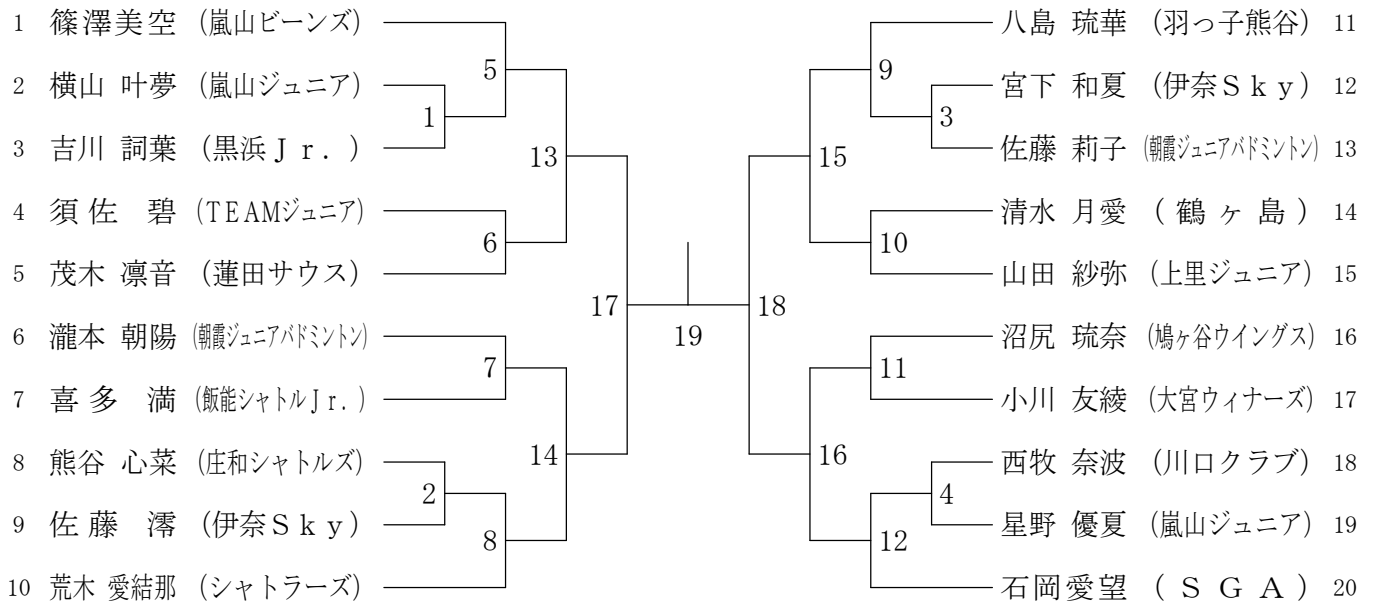 1 篠澤美空 (嵐山ビーンズ)
2 横山 叶夢 (嵐山ジュニア)
3 吉川 詞葉 (黒浜Ｊｒ.)
4 須佐 碧 (TEAMジュニア)
5 茂木 凛音 (蓮田サウス)
6 瀧本 朝陽 (朝霞ジュニアバドミントン)
7 喜多 満 (飯能シャトルJr.)
8 熊谷 心菜 (庄和シャトルズ)
9 佐藤 澪 (伊奈Ｓｋｙ)
10 荒木 愛結那 (シャトラーズ)
1
2
5
6
7
8
13
14
17
19
18
15
16
9
10
11
12
3
4
八島 琉華 (羽っ子熊谷) 11
宮下 和夏 (伊奈Ｓｋｙ) 12
佐藤 莉子 (朝霞ジュニアバドミントン) 13
清水 月愛 (鶴ヶ島) 14
山田 紗弥 (上里ジュニア) 15
沼尻 琉奈 (鳩ヶ谷ウイングス) 16
小川 友綾 (大宮ウィナーズ) 17
西牧 奈波 (川口クラブ) 18
星野 優夏 (嵐山ジュニア) 19
石岡愛望 (ＳＧＡ) 20